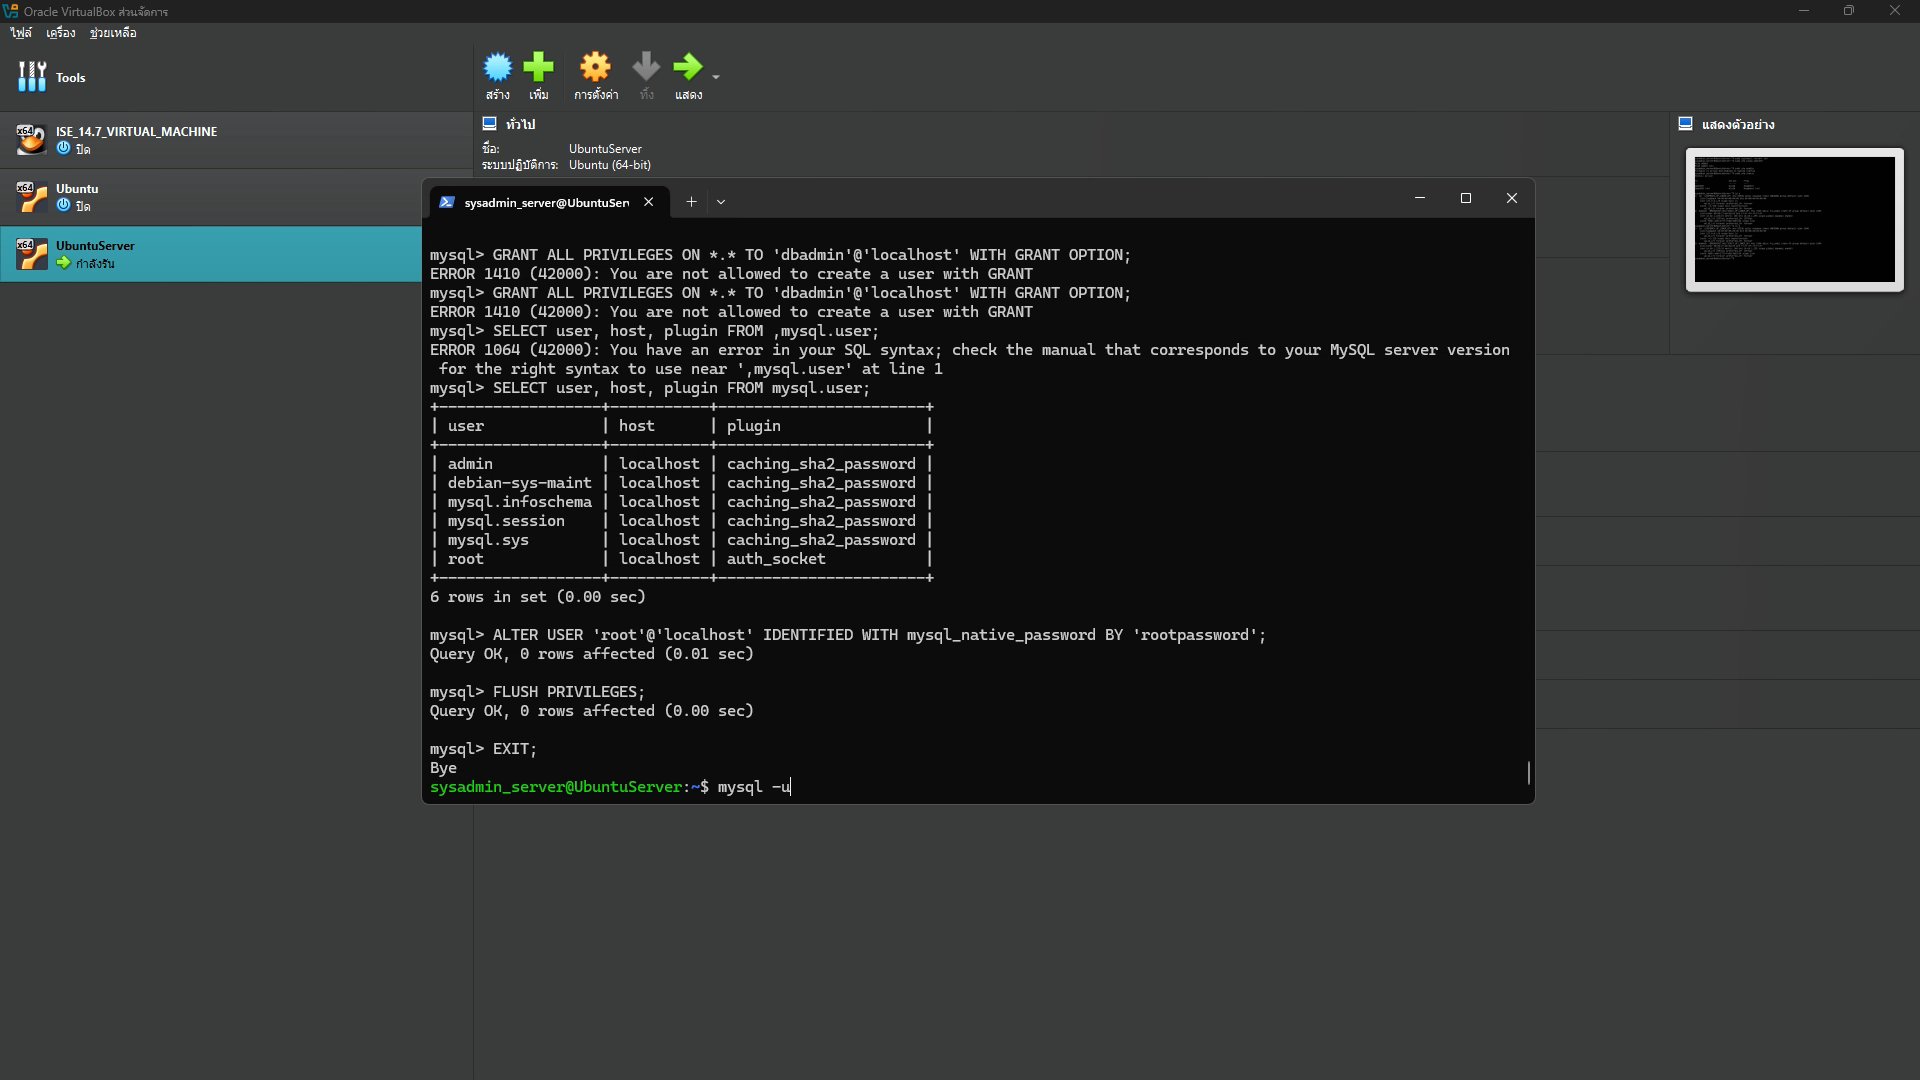 Oracle VirtualBox ส่วนจัดการ
ไฟล์ เครื่อง ช่วยเหลือ
Tools
สร้าง เพิ่ม การตั้งค่า ทิ้ง แสดง
x64 ISE_14.7_VIRTUAL_MACHINE
ปิด
x64 Ubuntu
ปิด
x64 UbuntuServer
กำลังรัน
ทั่วไป
ชื่อ: UbuntuServer
ระบบปฏิบัติการ: Ubuntu (64-bit)
แสดงตัวอย่าง
sysadmin_server@UbuntuSer
mysql> GRANT ALL PRIVILEGES ON *.* TO 'dbadmin'@'localhost' WITH GRANT OPTION;
ERROR 1410 (42000): You are not allowed to create a user with GRANT
mysql> GRANT ALL PRIVILEGES ON *.* TO 'dbadmin'@'localhost' WITH GRANT OPTION;
ERROR 1410 (42000): You are not allowed to create a user with GRANT
mysql> SELECT user, host, plugin FROM ,mysql.user;
ERROR 1064 (42000): You have an error in your SQL syntax; check the manual that corresponds to your MySQL server version
for the right syntax to use near ',mysql.user' at line 1
mysql> SELECT user, host, plugin FROM mysql.user;
+------------------+-----------+-----------------------+
| user | host | plugin |
+------------------+-----------+-----------------------+
| admin | localhost | caching_sha2_password |
| debian-sys-maint | localhost | caching_sha2_password |
| mysql.infoschema | localhost | caching_sha2_password |
| mysql.session | localhost | caching_sha2_password |
| mysql.sys | localhost | caching_sha2_password |
| root | localhost | auth_socket |
+------------------+-----------+-----------------------+
6 rows in set (0.00 sec)
mysql> ALTER USER 'root'@'localhost' IDENTIFIED WITH mysql_native_password BY 'rootpassword';
Query OK, 0 rows affected (0.01 sec)
mysql> FLUSH PRIVILEGES;
Query OK, 0 rows affected (0.00 sec)
mysql> EXIT;
Bye
sysadmin_server@UbuntuServer:~$ mysql -u